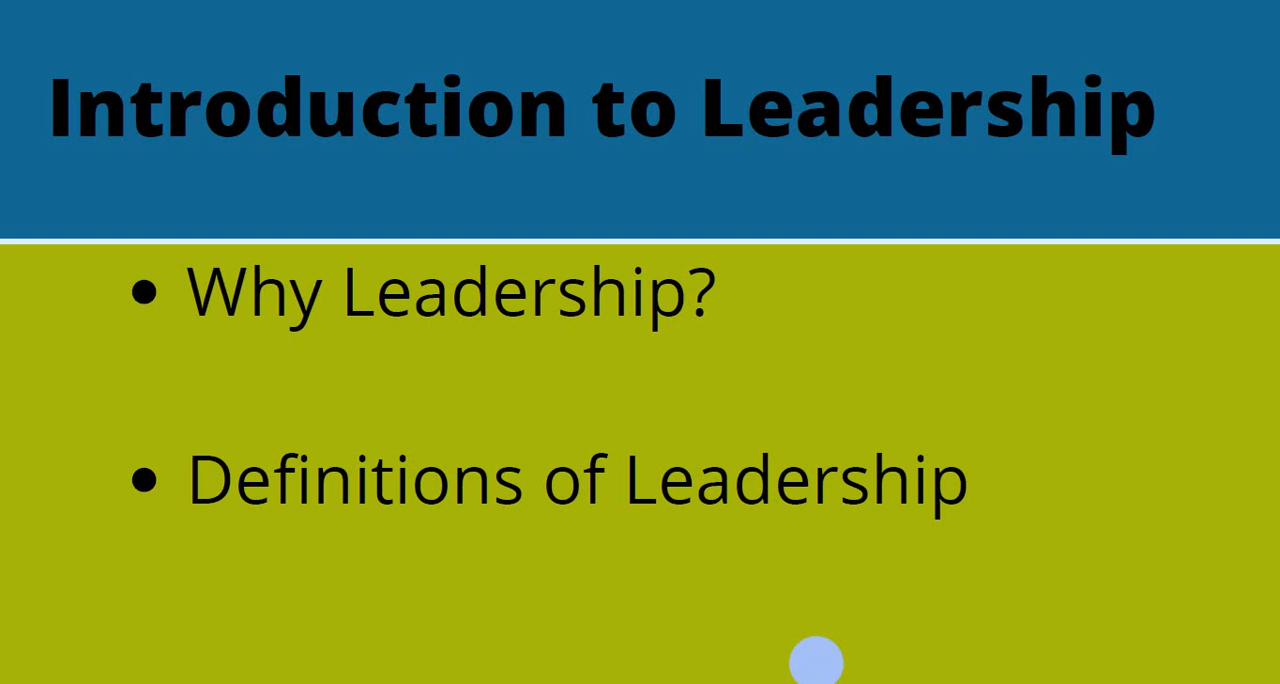 Introduction to Leadership
• Why Leadership?
• Definitions of Leadership